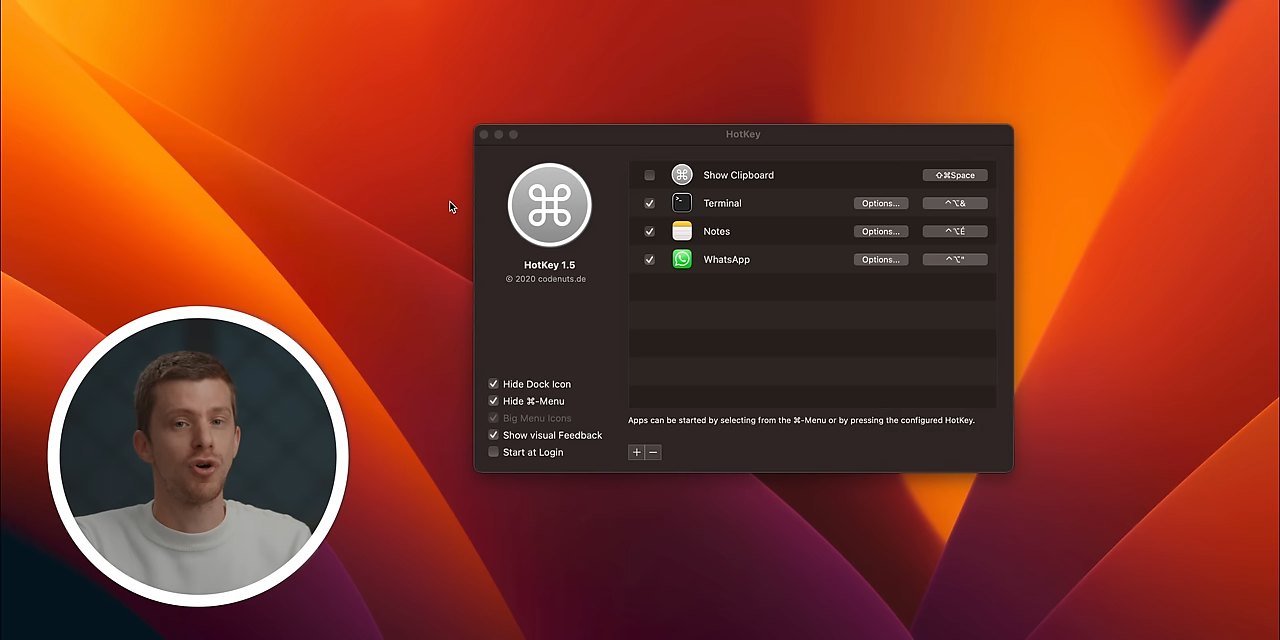 HotKey
Show Clipboard ⇧⌘Space
Terminal Options... ^⌥&
Notes Options... ^⌥É
WhatsApp Options... ^⌥"
HotKey 1.5
© 2020 codenuts.de
Hide Dock Icon
Hide ⌘-Menu
Big Menu Icons
Show visual Feedback
Start at Login
Apps can be started by selecting from the ⌘-Menu or by pressing the configured HotKey.
+ −